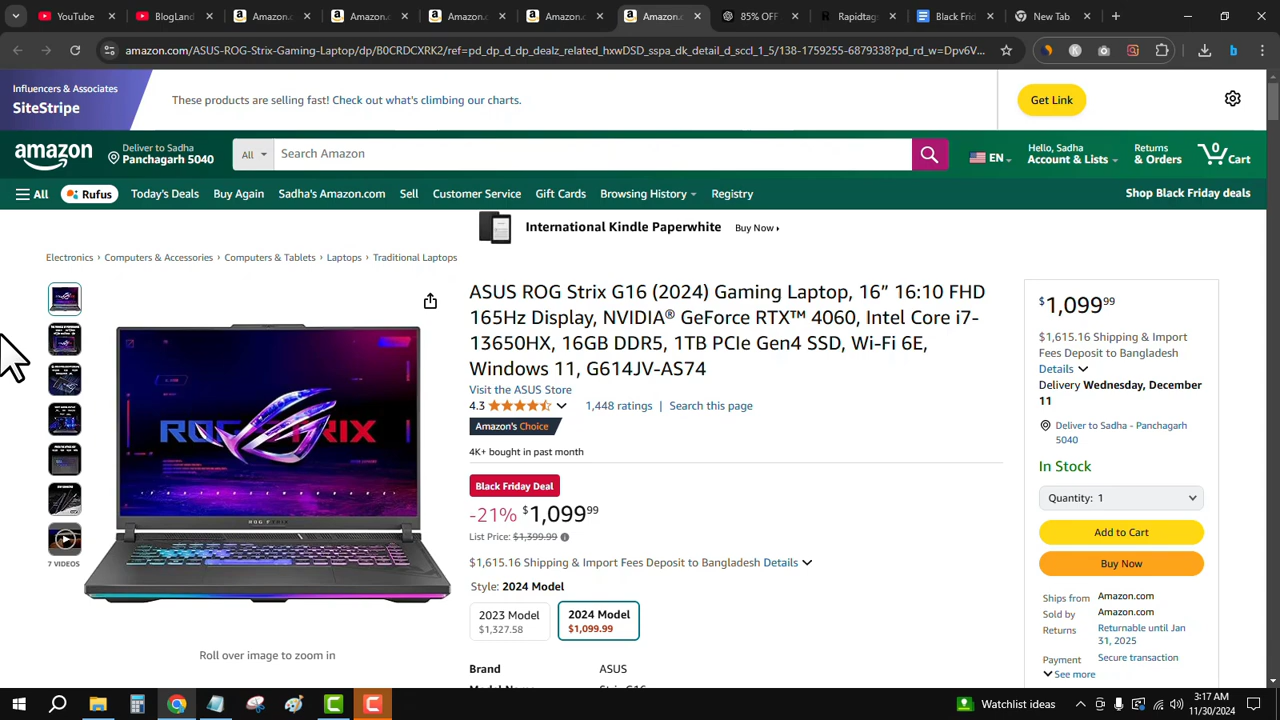 YouTube
BlogLand
Amazon.c
Amazon.c
Amazon.c
Amazon.c
Amazon.c
85% OFF
Rapidtag
Black Frid
New Tab
amazon.com/ASUS-ROG-Strix-Gaming-Laptop/dp/B0CRDCXRK2/ref=pd_dp_d_dp_dealz_related_hxwDSD_sspa_dk_detail_d_sccl_1_5/138-1759255-6879338?pd_rd_w=Dpv6V...
Influencers & Associates
SiteStripe
These products are selling fast! Check out what's climbing our charts.
Get Link
amazon
Deliver to Sadha
Panchagarh 5040
All
Search Amazon
EN
Hello, Sadha
Account & Lists
Returns
& Orders
0
Cart
All
Rufus
Today's Deals
Buy Again
Sadha's Amazon.com
Sell
Customer Service
Gift Cards
Browsing History
Registry
Shop Black Friday deals
International Kindle Paperwhite
Buy Now
Electronics › Computers & Accessories › Computers & Tablets › Laptops › Traditional Laptops
ASUS ROG Strix G16 (2024) Gaming Laptop, 16” 16:10 FHD
165Hz Display, NVIDIA® GeForce RTX™ 4060, Intel Core i7-
13650HX, 16GB DDR5, 1TB PCIe Gen4 SSD, Wi-Fi 6E,
Windows 11, G614JV-AS74
Visit the ASUS Store
4.3
1,448 ratings | Search this page
Amazon's Choice
4K+ bought in past month
Black Friday Deal
-21% $1,099 99
List Price: $1,399.99
$1,615.16 Shipping & Import Fees Deposit to Bangladesh Details
Style: 2024 Model
2023 Model
$1,327.58
2024 Model
$1,099.99
Brand ASUS
7 VIDEOS
Roll over image to zoom in
$1,099 99
$1,615.16 Shipping & Import
Fees Deposit to Bangladesh
Details
Delivery Wednesday, December
11
Deliver to Sadha - Panchagarh
5040
In Stock
Quantity: 1
Add to Cart
Buy Now
Ships from Amazon.com
Sold by Amazon.com
Returns Returnable until Jan
31, 2025
Payment Secure transaction
See more
Watchlist ideas
3:17 AM
11/30/2024